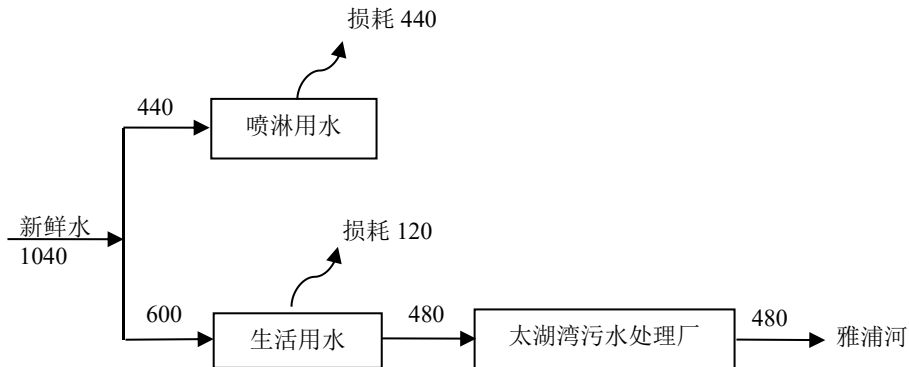 损耗 440
440
喷淋用水
新鲜水
1040
损耗 120
600
生活用水
480
太湖湾污水处理厂
480
雅浦河